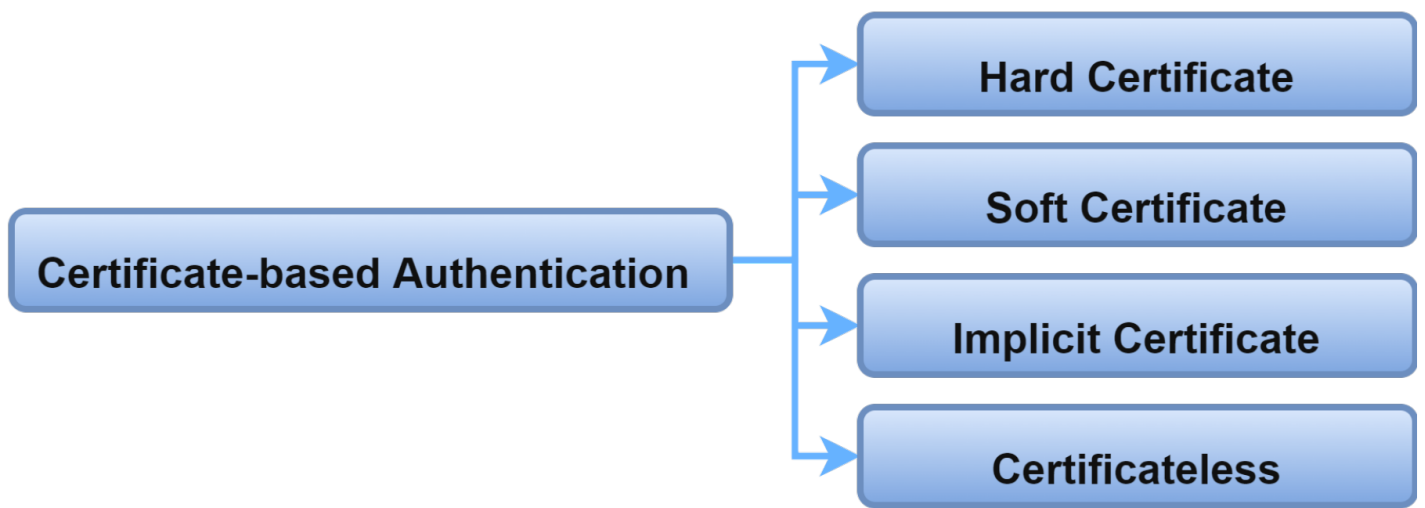 Hard Certificate
Soft Certificate
Certificate-based Authentication
Implicit Certificate
Certificateless